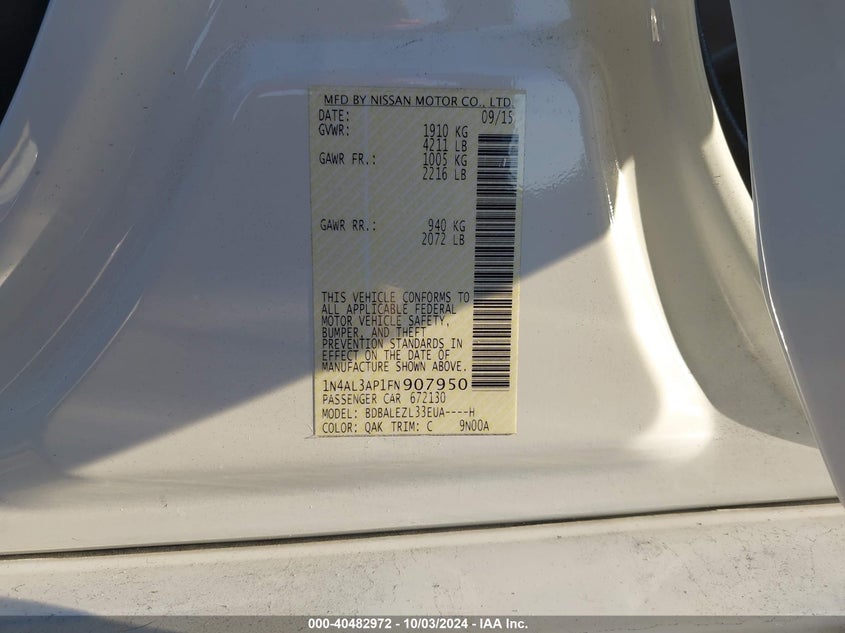 MFD BY NISSAN MOTOR CO., LTD.
DATE: 09/15
GVWR: 1910 KG
4211 LB
GAWR FR.: 1005 KG
2216 LB
GAWR RR.: 940 KG
2072 LB
THIS VEHICLE CONFORMS TO
ALL APPLICABLE FEDERAL
MOTOR VEHICLE SAFETY,
BUMPER, AND THEFT
PREVENTION STANDARDS IN
EFFECT ON THE DATE OF
MANUFACTURE SHOWN ABOVE.
1N4AL3AP1FN907950
PASSENGER CAR 672130
MODEL: BDBALEZL33EUA----H
COLOR: QAK TRIM: C 9N00A
000-40482972 - 10/03/2024 - IAA Inc.